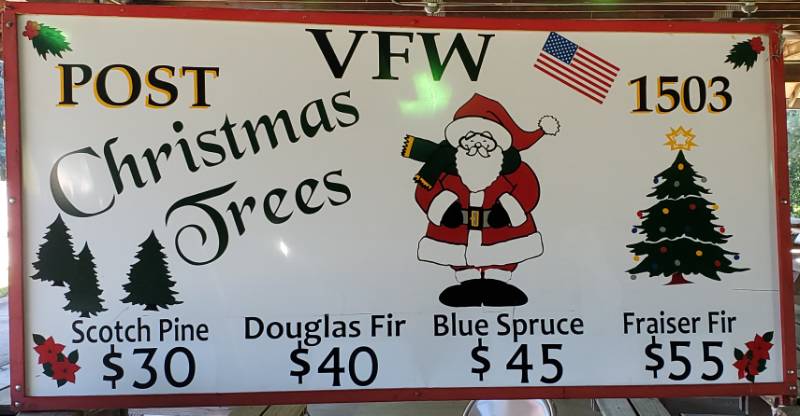 VFW
POST 1503
Christmas
Trees
Scotch Pine Douglas Fir Blue Spruce Fraiser Fir
$30 $40 $45 $55